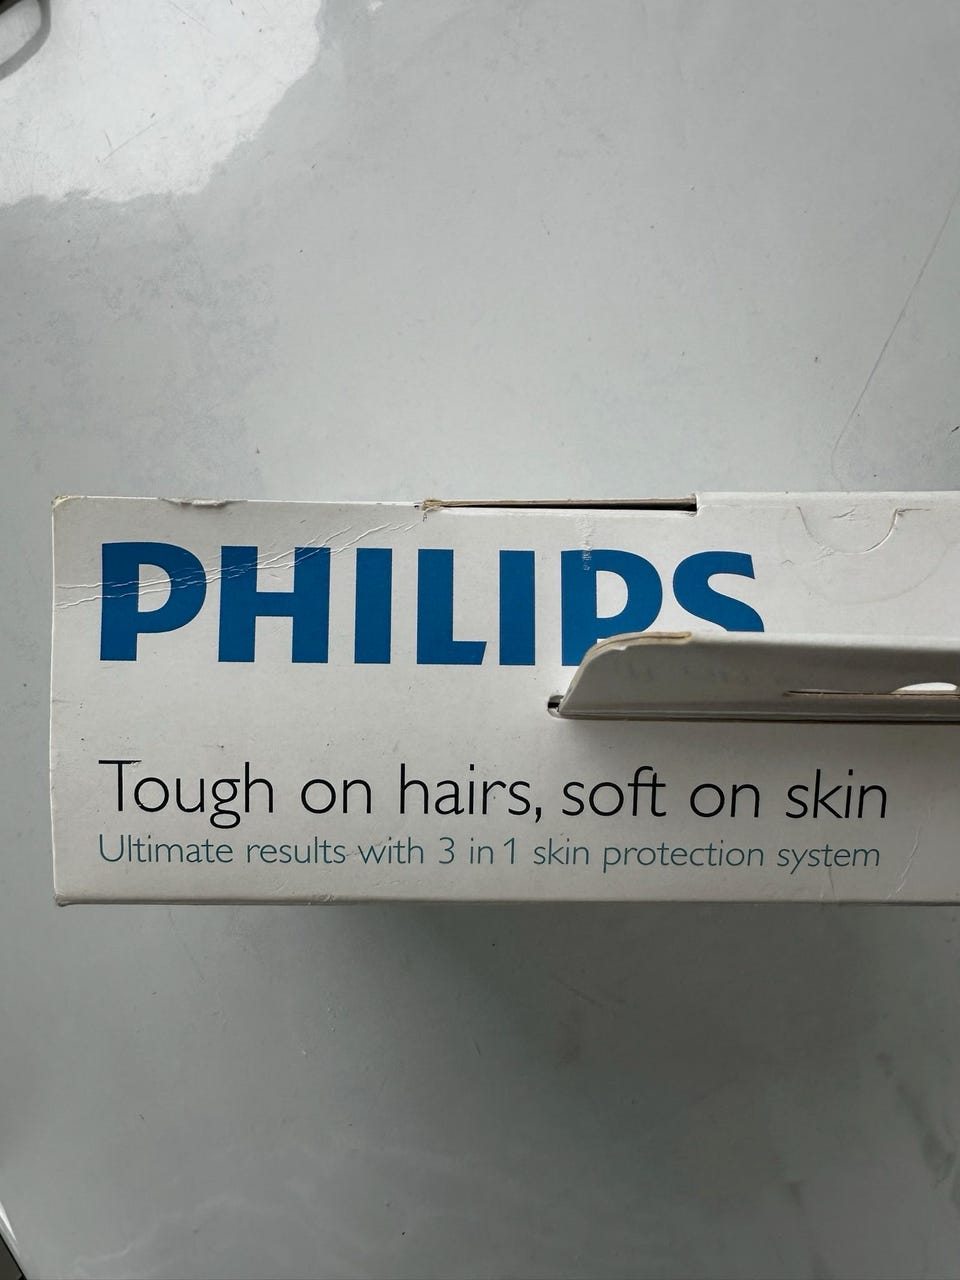 PHILIPS
Tough on hairs, soft on skin
Ultimate results with 3 in 1 skin protection system